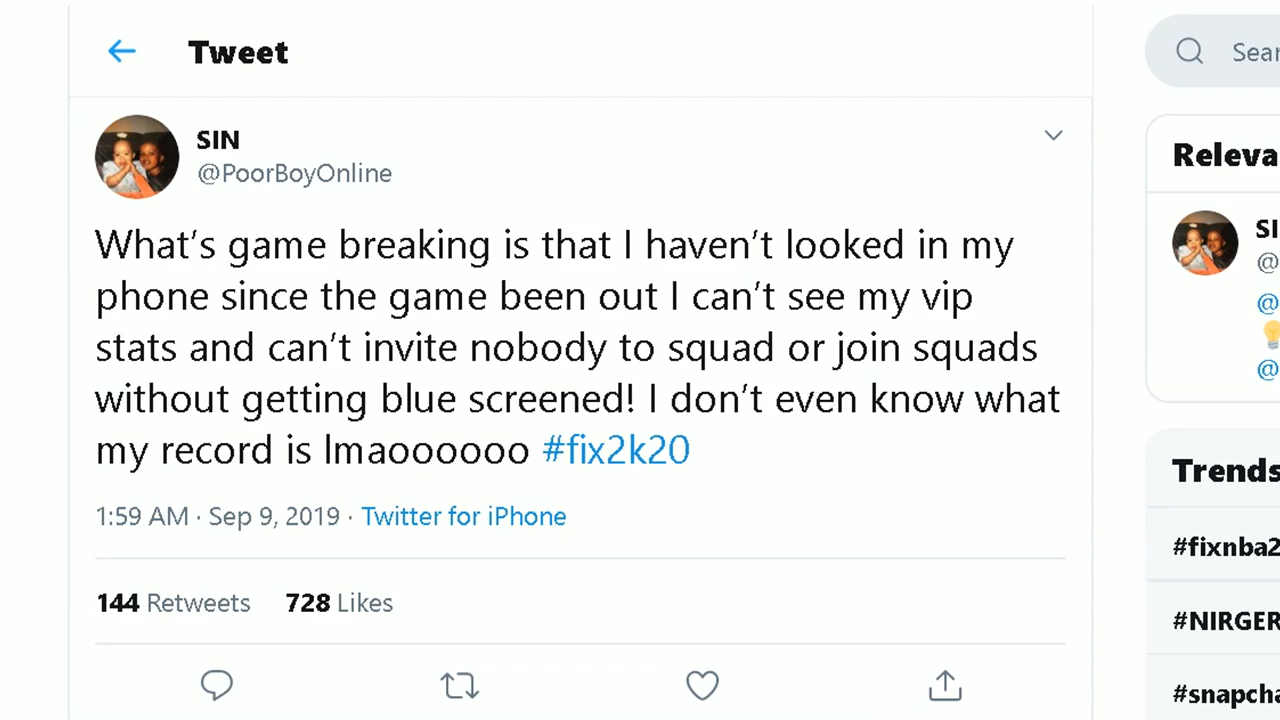 Tweet
SIN
@PoorBoyOnline
What's game breaking is that I haven't looked in my
phone since the game been out I can't see my vip
stats and can't invite nobody to squad or join squads
without getting blue screened! I don't even know what
my record is lmaoooooo #fix2k20
1:59 AM · Sep 9, 2019 · Twitter for iPhone
144 Retweets 728 Likes
Sear
Releva
SI
@
@
@
Trends
#fixnba2
#NIRGER
#snapcha